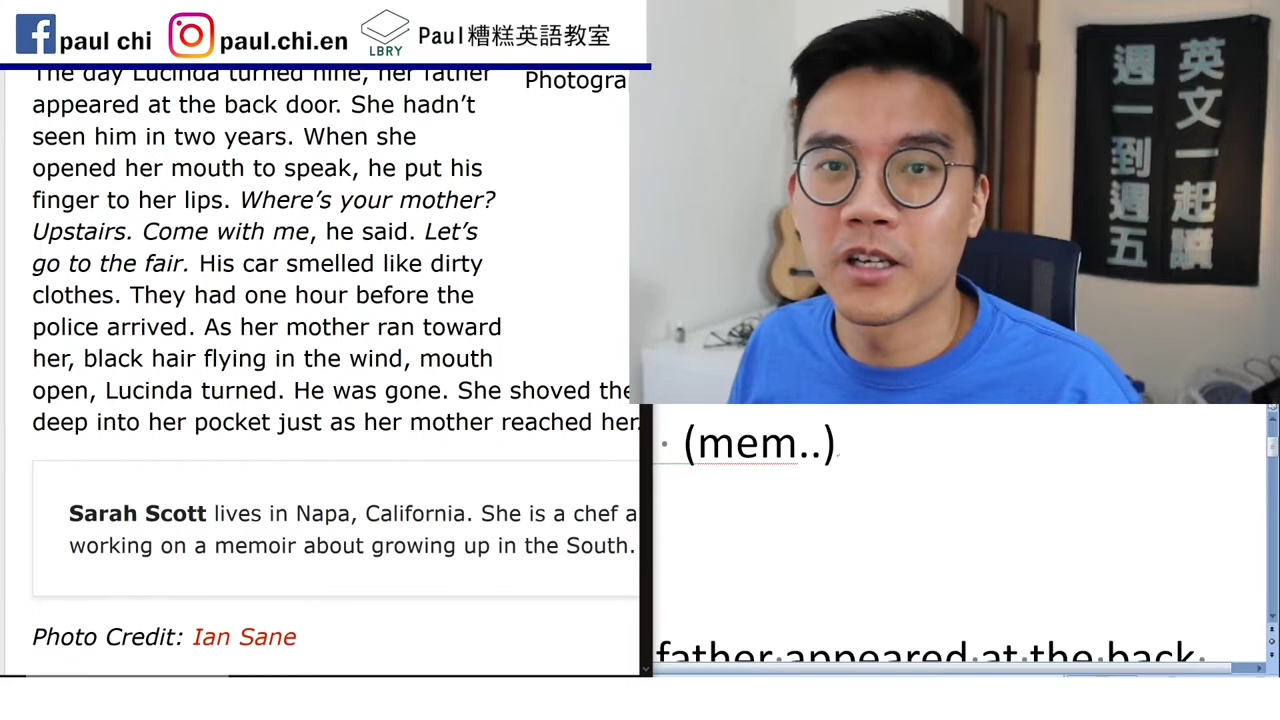 paul chi paul.chi.en LBRY Paul糟糕英語教室
The day Lucinda turned nine, her father
appeared at the back door. She hadn't
seen him in two years. When she
opened her mouth to speak, he put his
finger to her lips. Where's your mother?
Upstairs. Come with me, he said. Let's
go to the fair. His car smelled like dirty
clothes. They had one hour before the
police arrived. As her mother ran toward
her, black hair flying in the wind, mouth
open, Lucinda turned. He was gone. She shoved the
deep into her pocket just as her mother reached her.
Photogra
Sarah Scott lives in Napa, California. She is a chef a
working on a memoir about growing up in the South.
Photo Credit: Ian Sane
英文一起讀
週一到週五
(mem..)
father appeared at the back